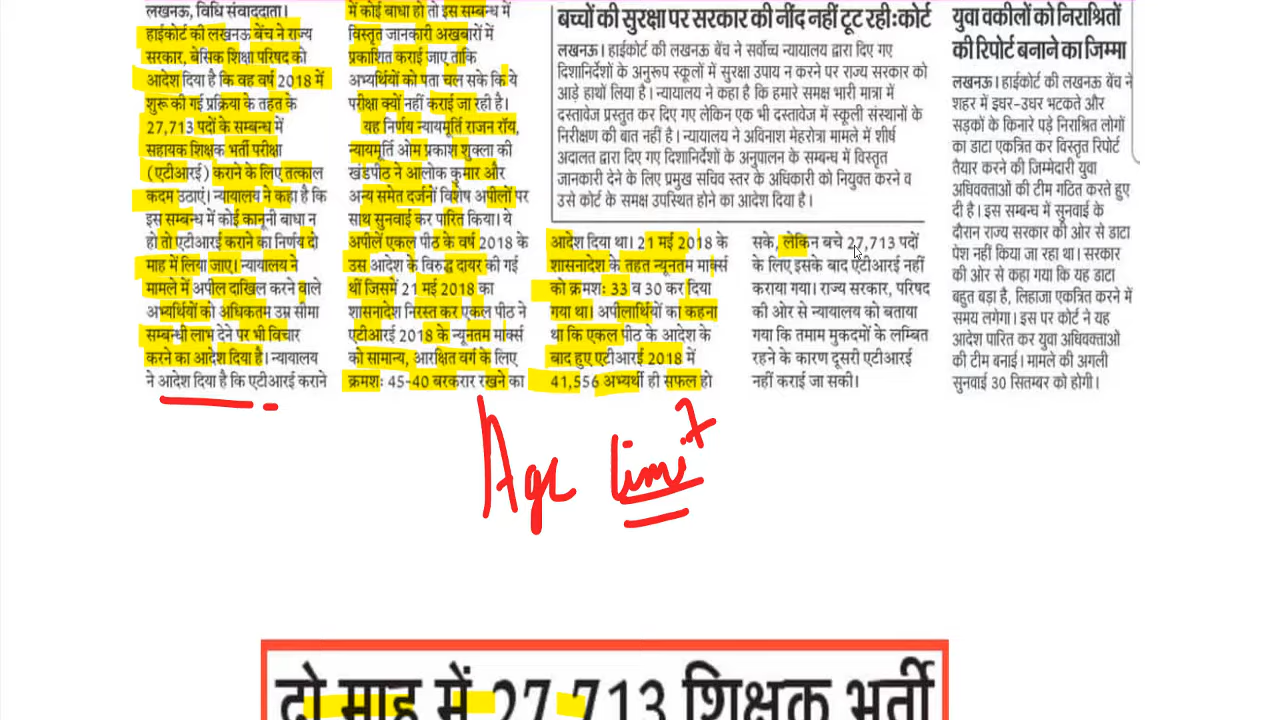 लखनऊ, विधि संवाददाता।
हाईकोर्ट की लखनऊ बेंच ने राज्य
सरकार, बेसिक शिक्षा परिषद को
आदेश दिया है कि वह वर्ष 2018 में
शुरू की गई प्रक्रिया के तहत के
27,713 पदों के सम्बन्ध में
सहायक शिक्षक भर्ती परीक्षा
(एटीआरई) कराने के लिए तत्काल
कदम उठाएं। न्यायालय ने कहा है कि
इस सम्बन्ध में कोई कानूनी बाधा न
हो तो एटीआरई कराने का निर्णय दो
माह में लिया जाए। न्यायालय ने
मामले में अपील दाखिल करने वाले
अभ्यर्थियों को अधिकतम उम्र सीमा
सम्बन्धी लाभ देने पर भी विचार
करने का आदेश दिया है। न्यायालय
ने आदेश दिया है कि एटीआरई कराने
में कोई बाधा हो तो इस सम्बन्ध में
विस्तृत जानकारी अखबारों में
प्रकाशित कराई जाए ताकि
अभ्यर्थियों को पता चल सके कि ये
परीक्षा क्यों नहीं कराई जा रही है।
यह निर्णय न्यायमूर्ति राजन रॉय,
न्यायमूर्ति ओम प्रकाश शुक्ला की
खंडपीठ ने आलोक कुमार और
अन्य समेत दर्जनों विशेष अपीलों पर
साथ सुनवाई कर पारित किया। ये
अपीलें एकल पीठ के वर्ष 2018 के
उस आदेश के विरुद्ध दायर की गई
थीं जिसमें 21 मई 2018 का
शासनादेश निरस्त कर एकल पीठ ने
एटीआरई 2018 के न्यूनतम मार्क्स
को सामान्य, आरक्षित वर्ग के लिए
क्रमश: 45-40 बरकरार रखने का
बच्चों की सुरक्षा पर सरकार की नींद नहीं टूट रही:कोर्ट
लखनऊ। हाईकोर्ट की लखनऊ बेंच ने सर्वोच्च न्यायालय द्वारा दिए गए
दिशानिर्देशों के अनुरूप स्कूलों में सुरक्षा उपाय न करने पर राज्य सरकार को
आड़े हाथों लिया है। न्यायालय ने कहा है कि हमारे समक्ष भारी मात्रा में
दस्तावेज प्रस्तुत कर दिए गए लेकिन एक भी दस्तावेज में स्कूली संस्थानों के
निरीक्षण की बात नहीं है। न्यायालय ने अविनाश मेहरोत्रा मामले में शीर्ष
अदालत द्वारा दिए गए दिशानिर्देशों के अनुपालन के सम्बन्ध में विस्तृत
जानकारी देने के लिए प्रमुख सचिव स्तर के अधिकारी को नियुक्त करने व
उसे कोर्ट के समक्ष उपस्थित होने का आदेश दिया है।
आदेश दिया था। 21 मई 2018 के
शासनादेश के तहत न्यूनतम मार्क्स
को क्रमश: 33 व 30 कर दिया
गया था। अपीलार्थियों का कहना
था कि एकल पीठ के आदेश के
बाद हुए एटीआरई 2018 में
41,556 अभ्यर्थी ही सफल हो
सके, लेकिन बचे 27,713 पदों
के लिए इसके बाद एटीआरई नहीं
कराया गया। राज्य सरकार, परिषद
की ओर से न्यायालय को बताया
गया कि तमाम मुकदमों के लम्बित
रहने के कारण दूसरी एटीआरई
नहीं कराई जा सकी।
युवा वकीलों को निराश्रितों
की रिपोर्ट बनाने का जिम्मा
लखनऊ। हाईकोर्ट की लखनऊ बेंच ने
शहर में इधर-उधर भटकते और
सड़कों के किनारे पड़े निराश्रित लोगों
का डाटा एकत्रित कर विस्तृत रिपोर्ट
तैयार करने की जिम्मेदारी युवा
अधिवक्ताओं की टीम गठित करते हुए
दी है। इस सम्बन्ध में सुनवाई के
दौरान राज्य सरकार की ओर से डाटा
पेश नहीं किया जा रहा था। सरकार
की ओर से कहा गया कि यह डाटा
बहुत बड़ा है, लिहाजा एकत्रित करने में
समय लगेगा। इस पर कोर्ट ने यह
आदेश पारित कर युवा अधिवक्ताओं
की टीम बनाई। मामले की अगली
सुनवाई 30 सितम्बर को होगी।
Age limit
दो माह में 27,713 शिक्षक भर्ती